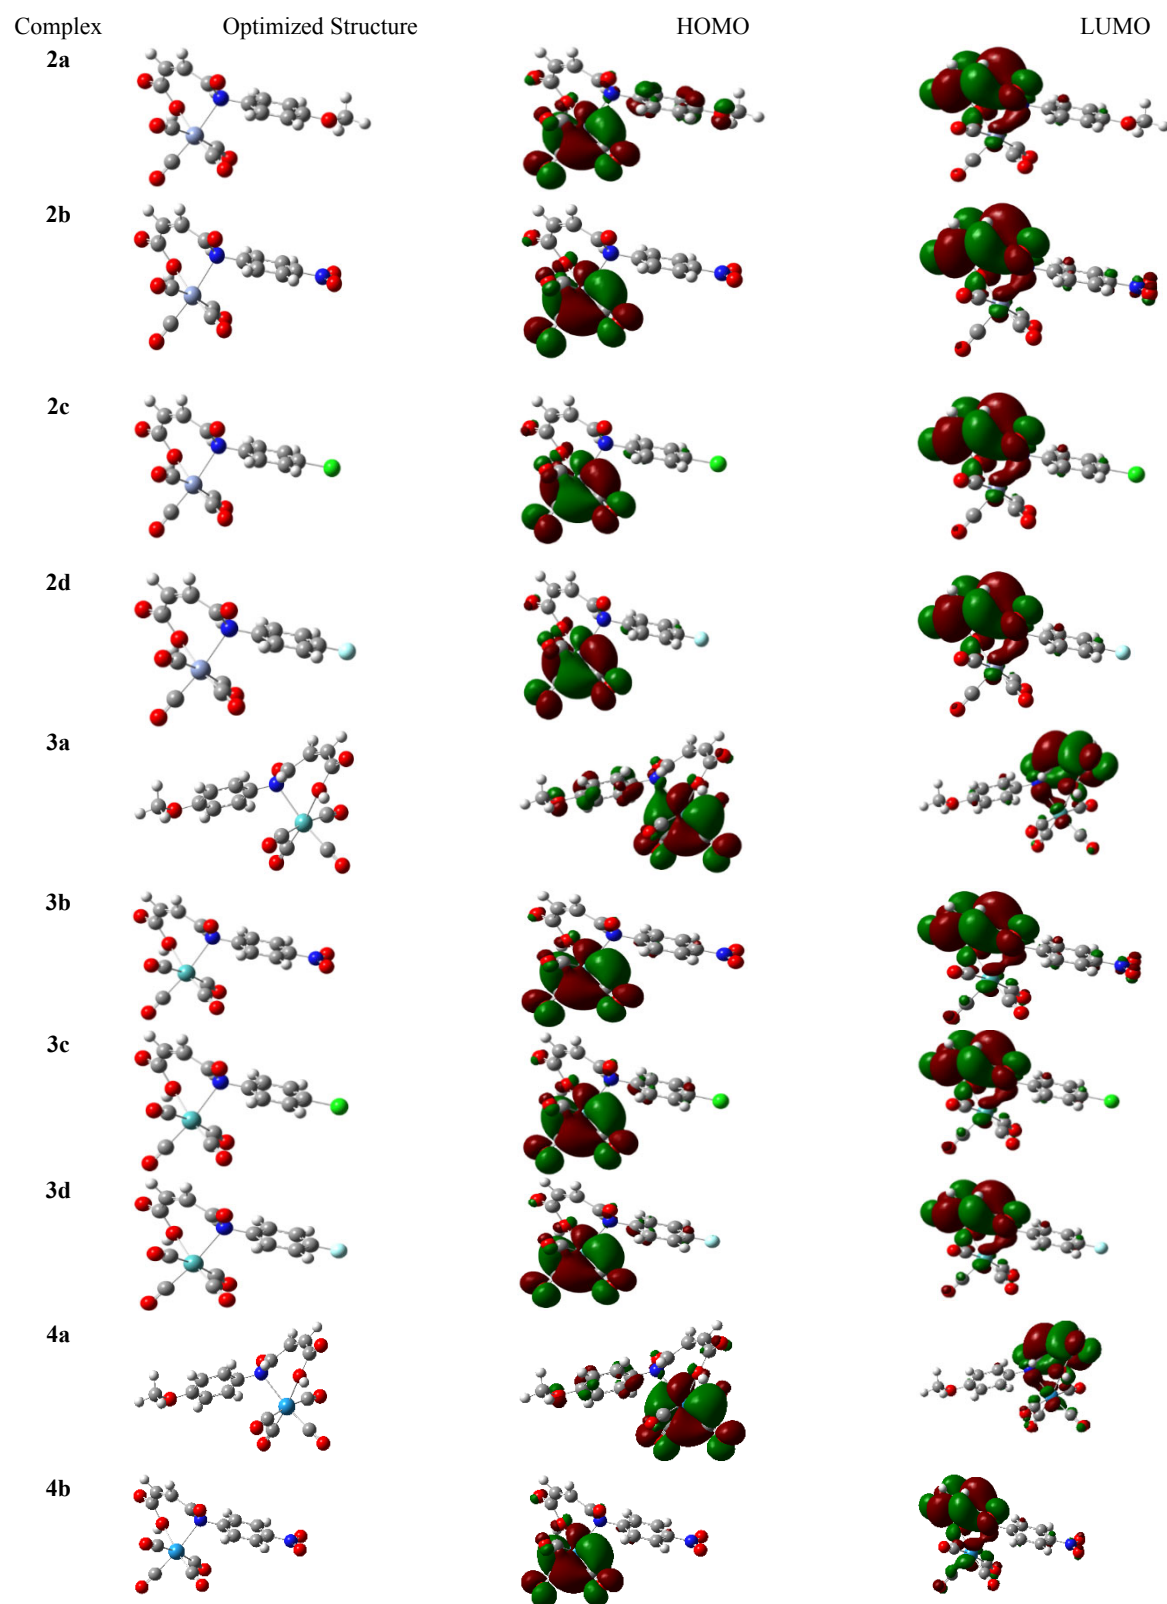 Complex Optimized Structure HOMO LUMO
2a
2b
2c
2d
3a
3b
3c
3d
4a
4b